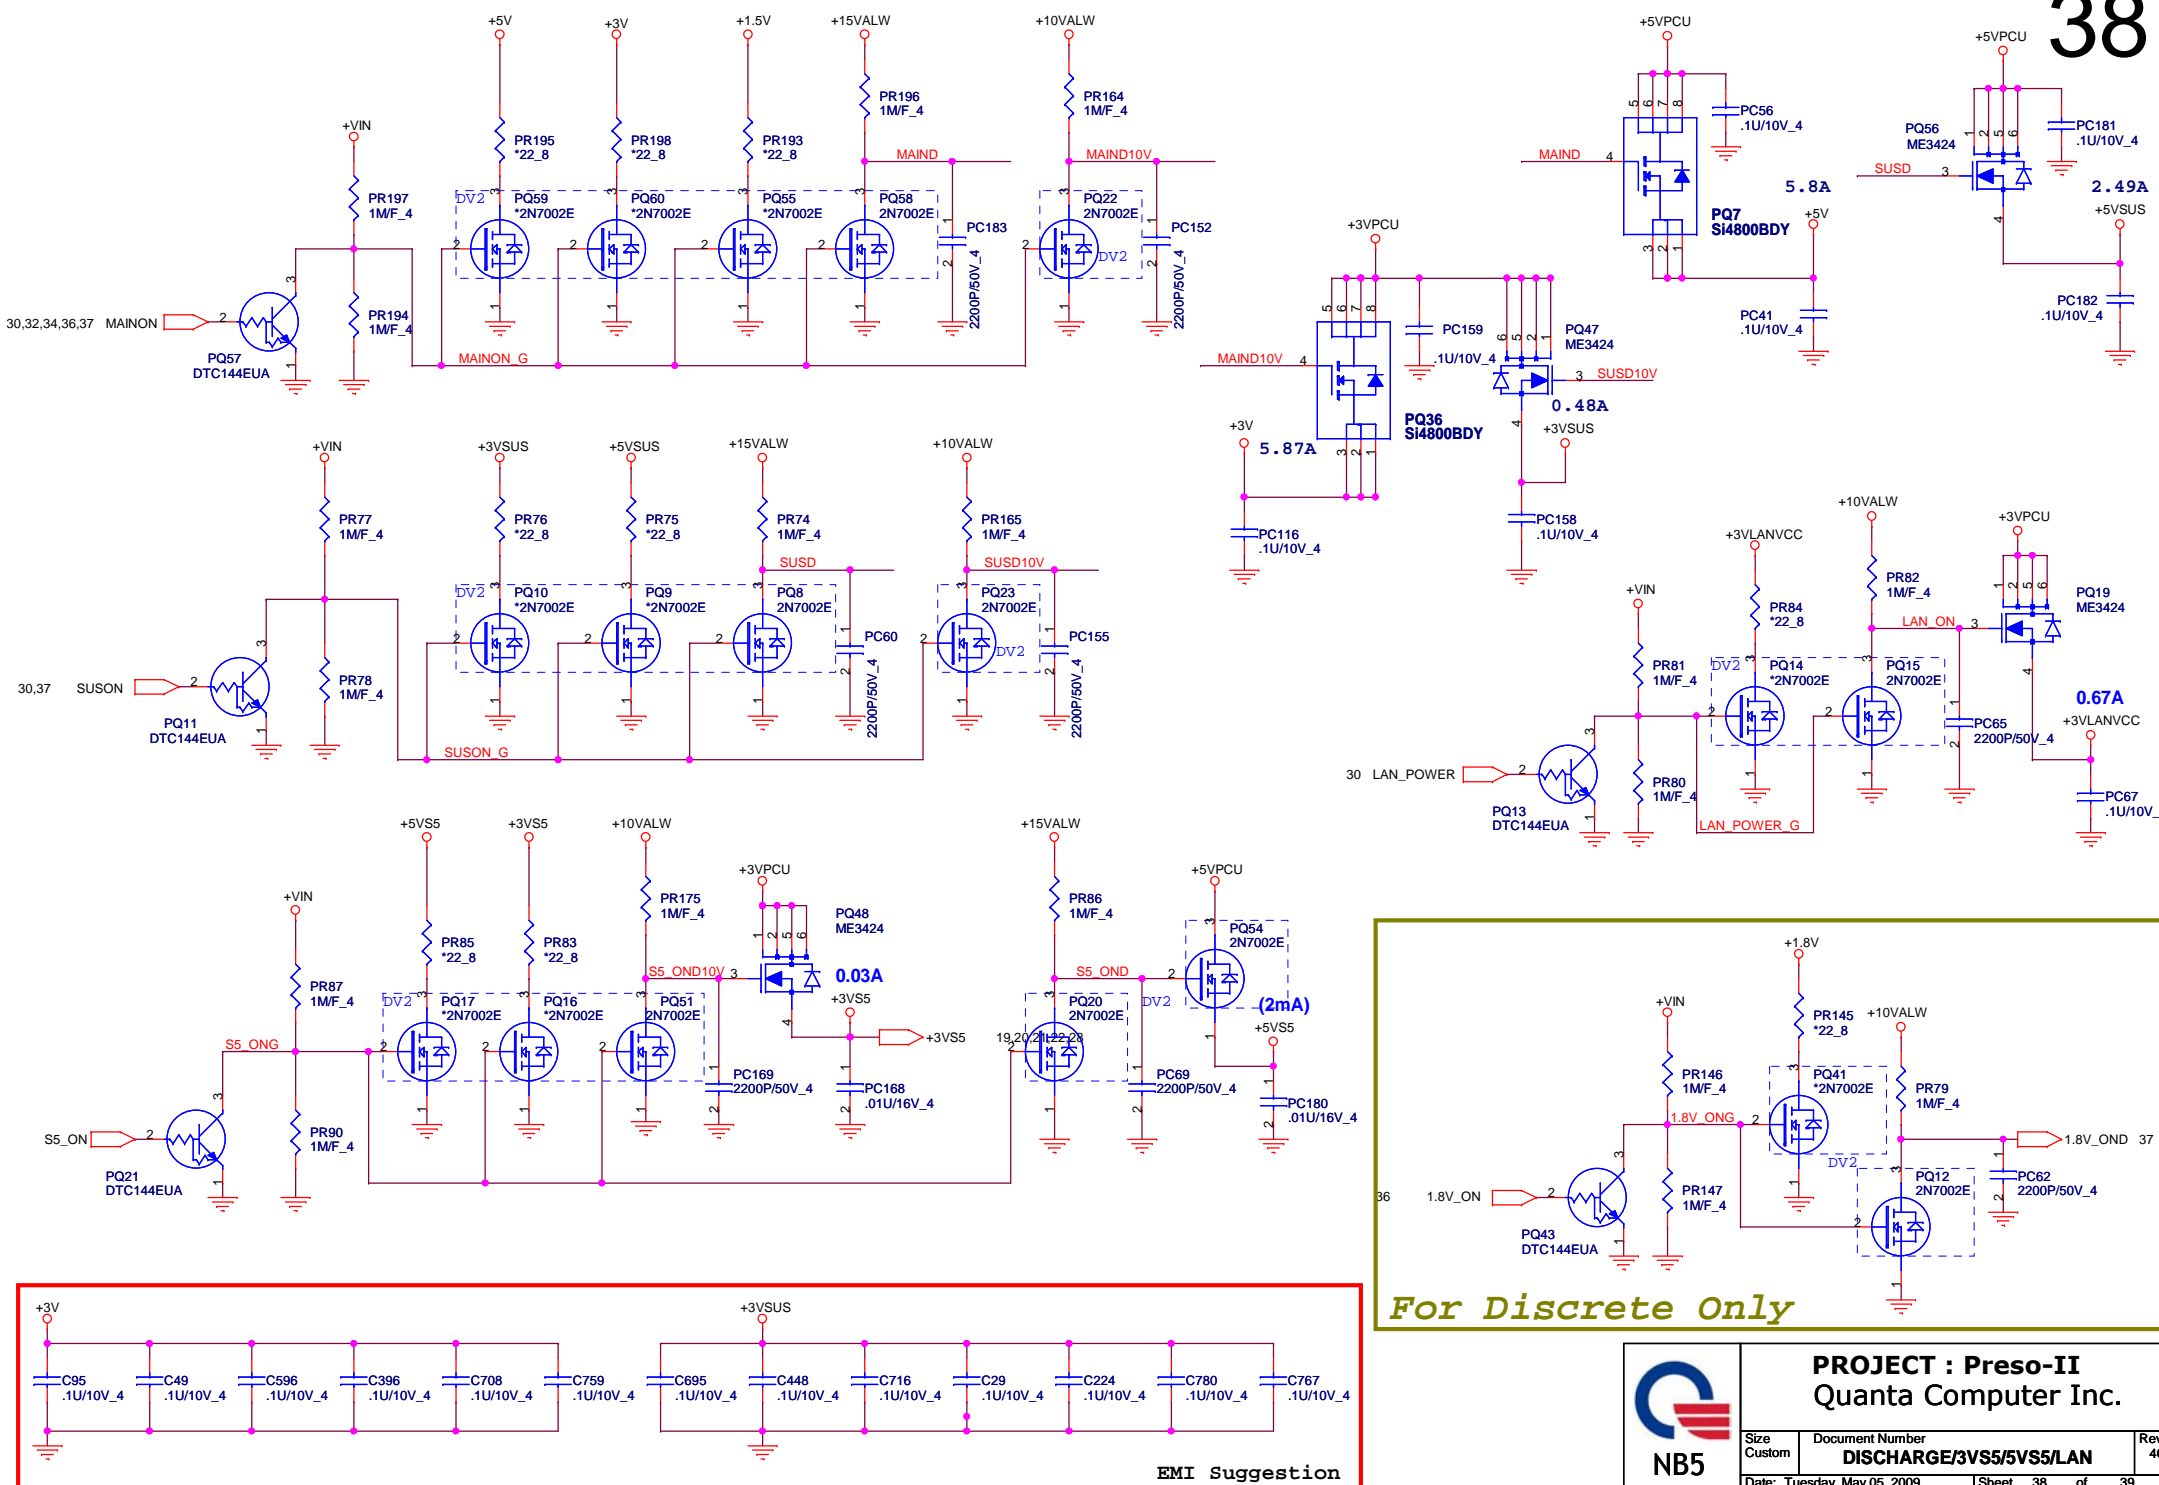 38
+5V
+3V
+1.5V
+15VALW
+10VALW
+VIN
PR195
*22_8
PR198
*22_8
PR193
*22_8
PR196
1M/F_4
PR164
1M/F_4
MAIND
MAIND10V
PR197
1M/F_4
DV2
PQ59
*2N7002E
PQ60
*2N7002E
PQ55
*2N7002E
PQ58
2N7002E
PQ22
2N7002E
DV2
PC183
2200P/50V_4
PC152
2200P/50V_4
30,32,34,36,37 MAINON
PR194
1M/F_4
PQ57
DTC144EUA
MAINON_G
+5VPCU
PC56
.1U/10V_4
MAIND
PQ7
Si4800BDY
5.8A
+5V
PC41
.1U/10V_4
+5VPCU
PQ56
ME3424
PC181
.1U/10V_4
SUSD
2.49A
+5VSUS
PC182
.1U/10V_4
+3VPCU
PC159
.1U/10V_4
PQ47
ME3424
MAIND10V
SUSD10V
0.48A
+3VSUS
PQ36
Si4800BDY
+3V
5.87A
PC116
.1U/10V_4
PC158
.1U/10V_4
+VIN
+3VSUS
+5VSUS
+15VALW
+10VALW
PR77
1M/F_4
PR76
*22_8
PR75
*22_8
PR74
1M/F_4
PR165
1M/F_4
SUSD
SUSD10V
DV2
PQ10
*2N7002E
PQ9
*2N7002E
PQ8
2N7002E
PQ23
2N7002E
DV2
PC60
2200P/50V_4
PC155
2200P/50V_4
30,37 SUSON
PR78
1M/F_4
PQ11
DTC144EUA
SUSON_G
+10VALW
+3VLANVCC
+3VPCU
+VIN
PR82
1M/F_4
PR84
*22_8
PQ19
ME3424
LAN_ON
PR81
1M/F_4
DV2
PQ14
*2N7002E
PQ15
2N7002E
PC65
2200P/50V_4
0.67A
+3VLANVCC
30 LAN_POWER
PR80
1M/F_4
PQ13
DTC144EUA
LAN_POWER_G
PC67
.1U/10V_
+5VS5
+3VS5
+10VALW
+3VPCU
+15VALW
+5VPCU
+VIN
PR85
*22_8
PR83
*22_8
PR175
1M/F_4
PQ48
ME3424
PR86
1M/F_4
PQ54
2N7002E
PR87
1M/F_4
S5_OND10V
0.03A
+3VS5
S5_OND
DV2
(2mA)
+5VS5
DV2
PQ17
*2N7002E
PQ16
*2N7002E
PQ51
2N7002E
PQ20
2N7002E
S5_ONG
+3VS5
19,20,21,22,28
PC169
2200P/50V_4
PC168
.01U/16V_4
PC69
2200P/50V_4
PC180
.01U/16V_4
S5_ON
PR90
1M/F_4
PQ21
DTC144EUA
+1.8V
+VIN
PR145
*22_8
+10VALW
PR146
1M/F_4
PQ41
*2N7002E
PR79
1M/F_4
1.8V_ONG
DV2
1.8V_OND 37
PQ12
2N7002E
PC62
2200P/50V_4
36 1.8V_ON
PR147
1M/F_4
PQ43
DTC144EUA
For Discrete Only
+3V
+3VSUS
C95
.1U/10V_4
C49
.1U/10V_4
C596
.1U/10V_4
C396
.1U/10V_4
C708
.1U/10V_4
C759
.1U/10V_4
C695
.1U/10V_4
C448
.1U/10V_4
C716
.1U/10V_4
C29
.1U/10V_4
C224
.1U/10V_4
C780
.1U/10V_4
C767
.1U/10V_4
EMI Suggestion
NB5
PROJECT : Preso-II
Quanta Computer Inc.
Size
Custom
Document Number
DISCHARGE/3VS5/5VS5/LAN
Rev
Date: Tuesday, May 05, 2009
Sheet 38 of 39